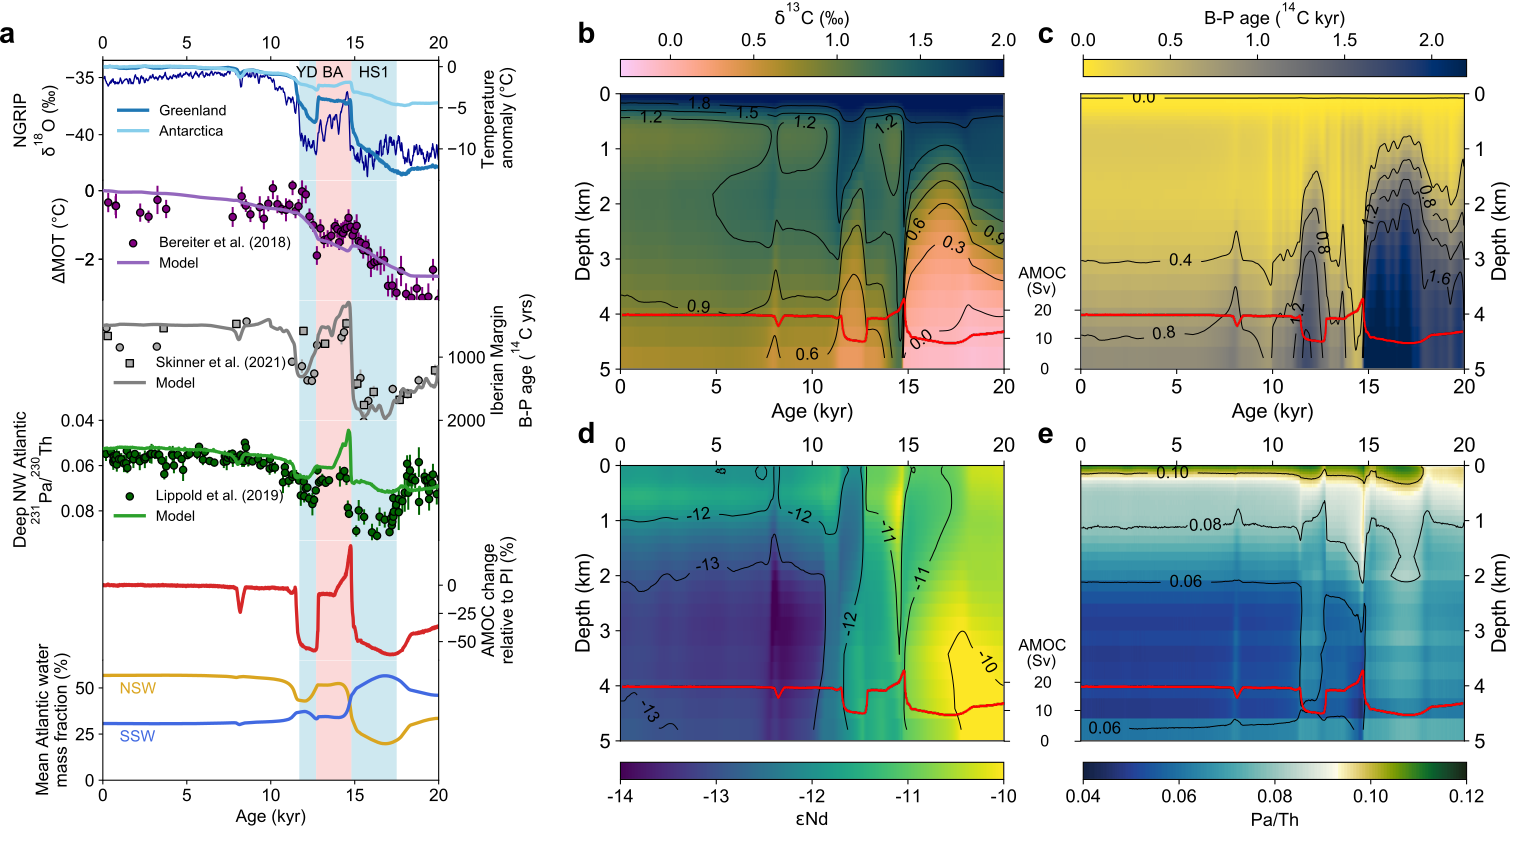 a
0 5 10 15 20
YD BA HS1
−35
−40
NGRIP
δ18O (‰)
Greenland
Antarctica
0
−5
−10
Temperature
anomaly (°C)
0
−2
ΔMOT (°C)
Bereiter et al. (2018)
Model
Skinner et al. (2021)
Model
1000
2000
Iberian Margin
B-P age (14C yrs)
0.04
0.06
0.08
Deep NW Atlantic
231Pa/230Th
Lippold et al. (2019)
Model
0
−25
−50
AMOC change
relative to PI (%)
50
25
0
Mean Atlantic water
mass fraction (%)
NSW
SSW
0 5 10 15 20
Age (kyr)
b
δ13C (‰)
0.0 0.5 1.0 1.5 2.0
0
1
2
3
4
5
Depth (km)
1.8
1.5
1.2
1.2
1.2
0.6
0.9
0.3
0.9
0.0
0.6
0 5 10 15 20
Age (kyr)
AMOC
(Sv)
20
10
0
c
B-P age (14C kyr)
0.0 0.5 1.0 1.5 2.0
0.0
0.4
0.8
0.8
1.2
1.2
0.8
1.6
0
1
2
3
4
5
Depth (km)
0 5 10 15 20
Age (kyr)
d
0 5 10 15 20
0
1
2
3
4
5
Depth (km)
-12
-12
-11
-13
-11
-12
-10
-13
AMOC
(Sv)
20
10
0
-14 -13 -12 -11 -10
εNd
e
0 5 10 15 20
0.10
0.08
0.06
0.06
0
1
2
3
4
5
Depth (km)
0.04 0.06 0.08 0.10 0.12
Pa/Th